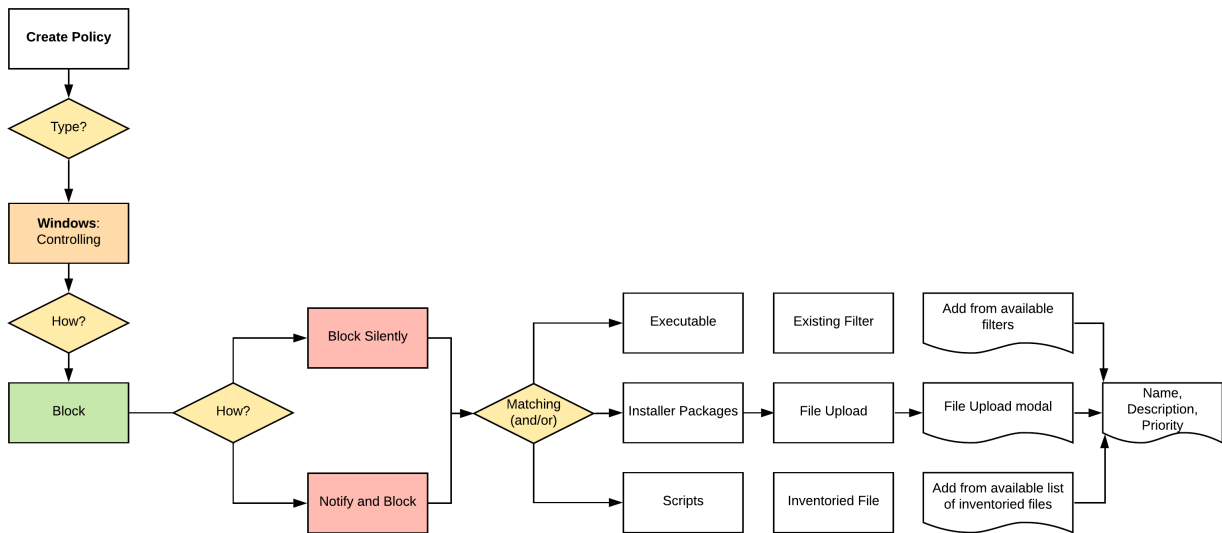 Create Policy
Type?
Windows:
Controlling
How?
Block
How?
Block Silently
Notify and Block
Matching
(and/or)
Executable
Existing Filter
Add from available
filters
Installer Packages
File Upload
File Upload modal
Name,
Description,
Priority
Scripts
Inventoried File
Add from available list
of inventoried files